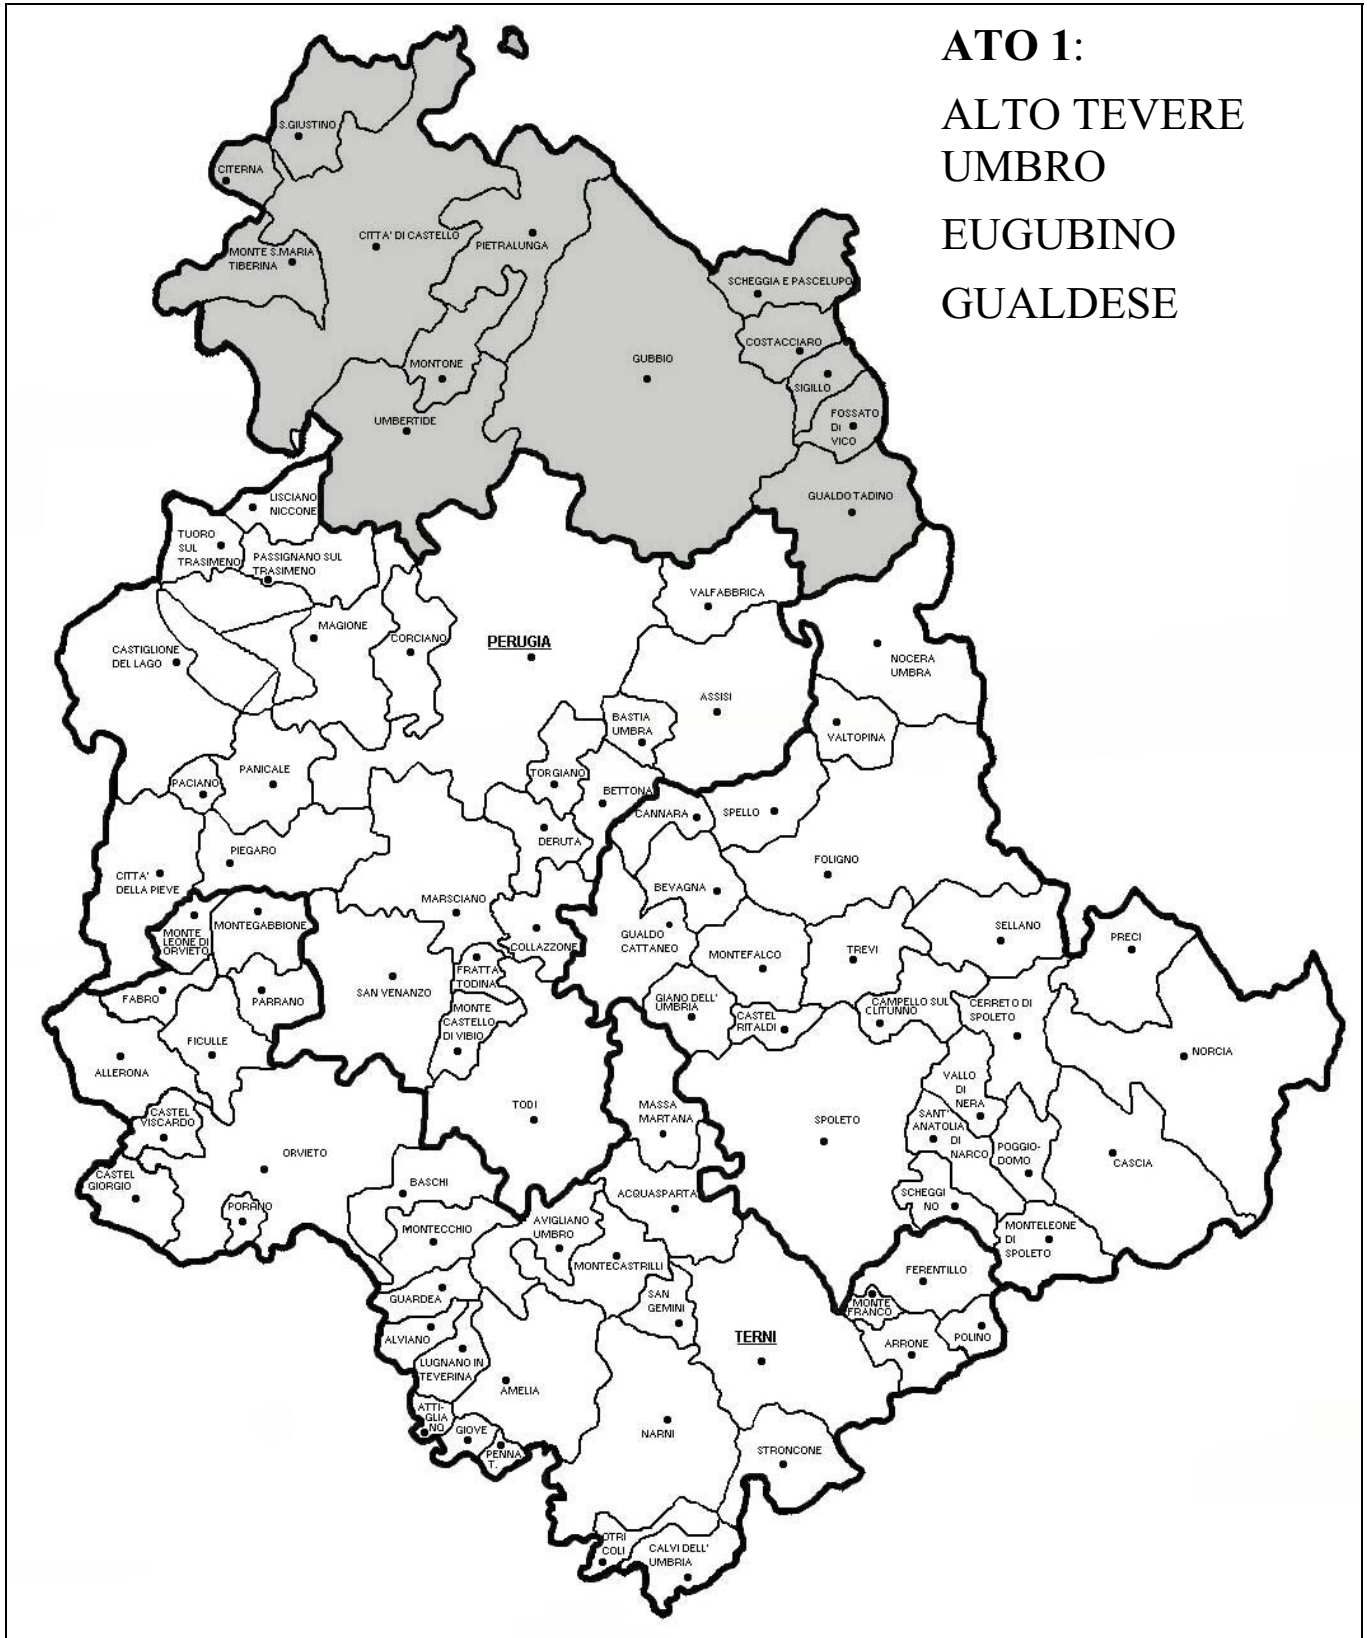 ATO 1:
ALTO TEVERE
UMBRO
EUGUBINO
GUALDESE
S.GIUSTINO
CITERNA
CITTA' DI CASTELLO
PIETRALUNGA
MONTE S.MARIA
TIBERINA
SCHEGGIA E PASCELUPO
COSTACCIARO
GUBBIO
MONTONE
SIGILLO
UMBERTIDE
FOSSATO
DI
VICO
GUALDO TADINO
LISCIANO
NICCONE
TUORO
SUL
TRASIMENO
PASSIGNANO SUL
TRASIMENO
VALFABBRICA
MAGIONE
CORCIANO
PERUGIA
CASTIGLIONE
DEL LAGO
NOCERA
UMBRA
ASSISI
BASTIA
UMBRA
VALTOPINA
PANICALE
PACIANO
TORGIANO
BETTONA
CANNARA
SPELLO
DERUTA
PIEGARO
FOLIGNO
CITTA'
DELLA PIEVE
BEVAGNA
MARSCIANO
MONTEGABBIONE
MONTE
LEONE DI
ORVIETO
COLLAZZONE
GUALDO
CATTANEO
MONTEFALCO
TREVI
SELLANO
PRECI
FRATTA
TODINA
SAN VENANZO
FABRO
PARRANO
GIANO DELL'
UMBRIA
CASTEL
RITALDI
CAMPELLO SUL
CLITUNNO
CERRETO DI
SPOLETO
MONTE
CASTELLO
DI VIBIO
FICULLE
NORCIA
ALLERONA
VALLO
DI
NERA
CASTEL
VISCARDO
TODI
MASSA
MARTANA
SPOLETO
SANT'
ANATOLIA
DI
NARCO
POGGIO-
DOMO
CASCIA
ORVIETO
CASTEL
GIORGIO
BASCHI
ACQUASPARTA
SCHEGGI
NO
PORANO
MONTECCHIO
AVIGLIANO
UMBRO
MONTELEONE
DI
SPOLETO
MONTECASTRILLI
FERENTILLO
GUARDEA
SAN
GEMINI
MONTE
FRANCO
ALVIANO
TERNI
ARRONE
POLINO
LUGNANO IN
TEVERINA
AMELIA
ATTI-
GLIA
NO
GIOVE
PENNA
T.
NARNI
STRONCONE
OTRI
COLI
CALVI DELL'
UMBRIA